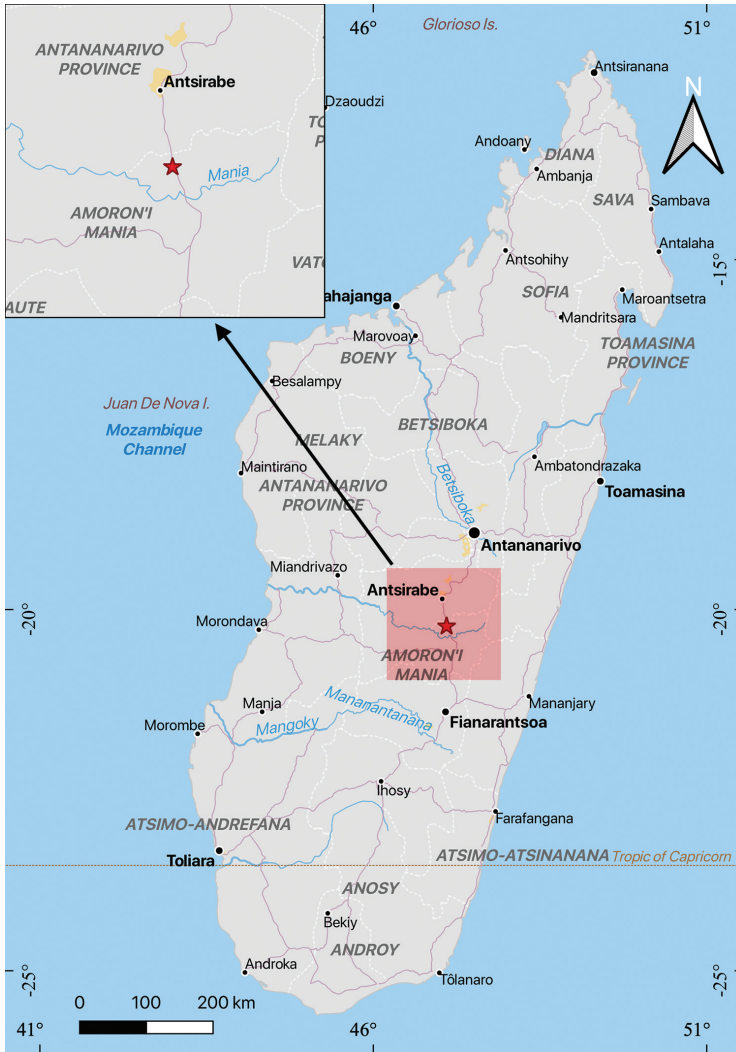 46°
51°
Glorioso Is.
ANTANANARIVO
PROVINCE
Antsirabe
Mania
AMORON'I
MANIA
AUTE
VATO
TO
P
Dzaoudzi
Antsiranana
N
Andoany
DIANA
Ambanja
SAVA
Sambava
Antalaha
Antsohihy
-15°
SOFIA
Maroantsetra
ahajanga
Mandritsara
Marovoay
TOAMASINA
PROVINCE
BOENY
Besalampy
Juan De Nova I.
Mozambique
Channel
BETSIBOKA
MELAKY
Betsiboka
Maintirano
Ambatondrazaka
ANTANANARIVO
PROVINCE
Toamasina
Antananarivo
Miandrivazo
Antsirabe
-20°
-20°
Morondava
AMORON'I
MANIA
Mananantanana
Manja
Mananjary
Morombe
Mangoky
Fianarantsoa
Ihosy
Farafangana
ATSIMO-ANDREFANA
Toliara
ATSIMO-ATSINANANA
Tropic of Capricorn
ANOSY
Bekiy
ANDROY
Androka
Tôlanaro
-25°
-25°
0 100 200 km
41°
46°
51°